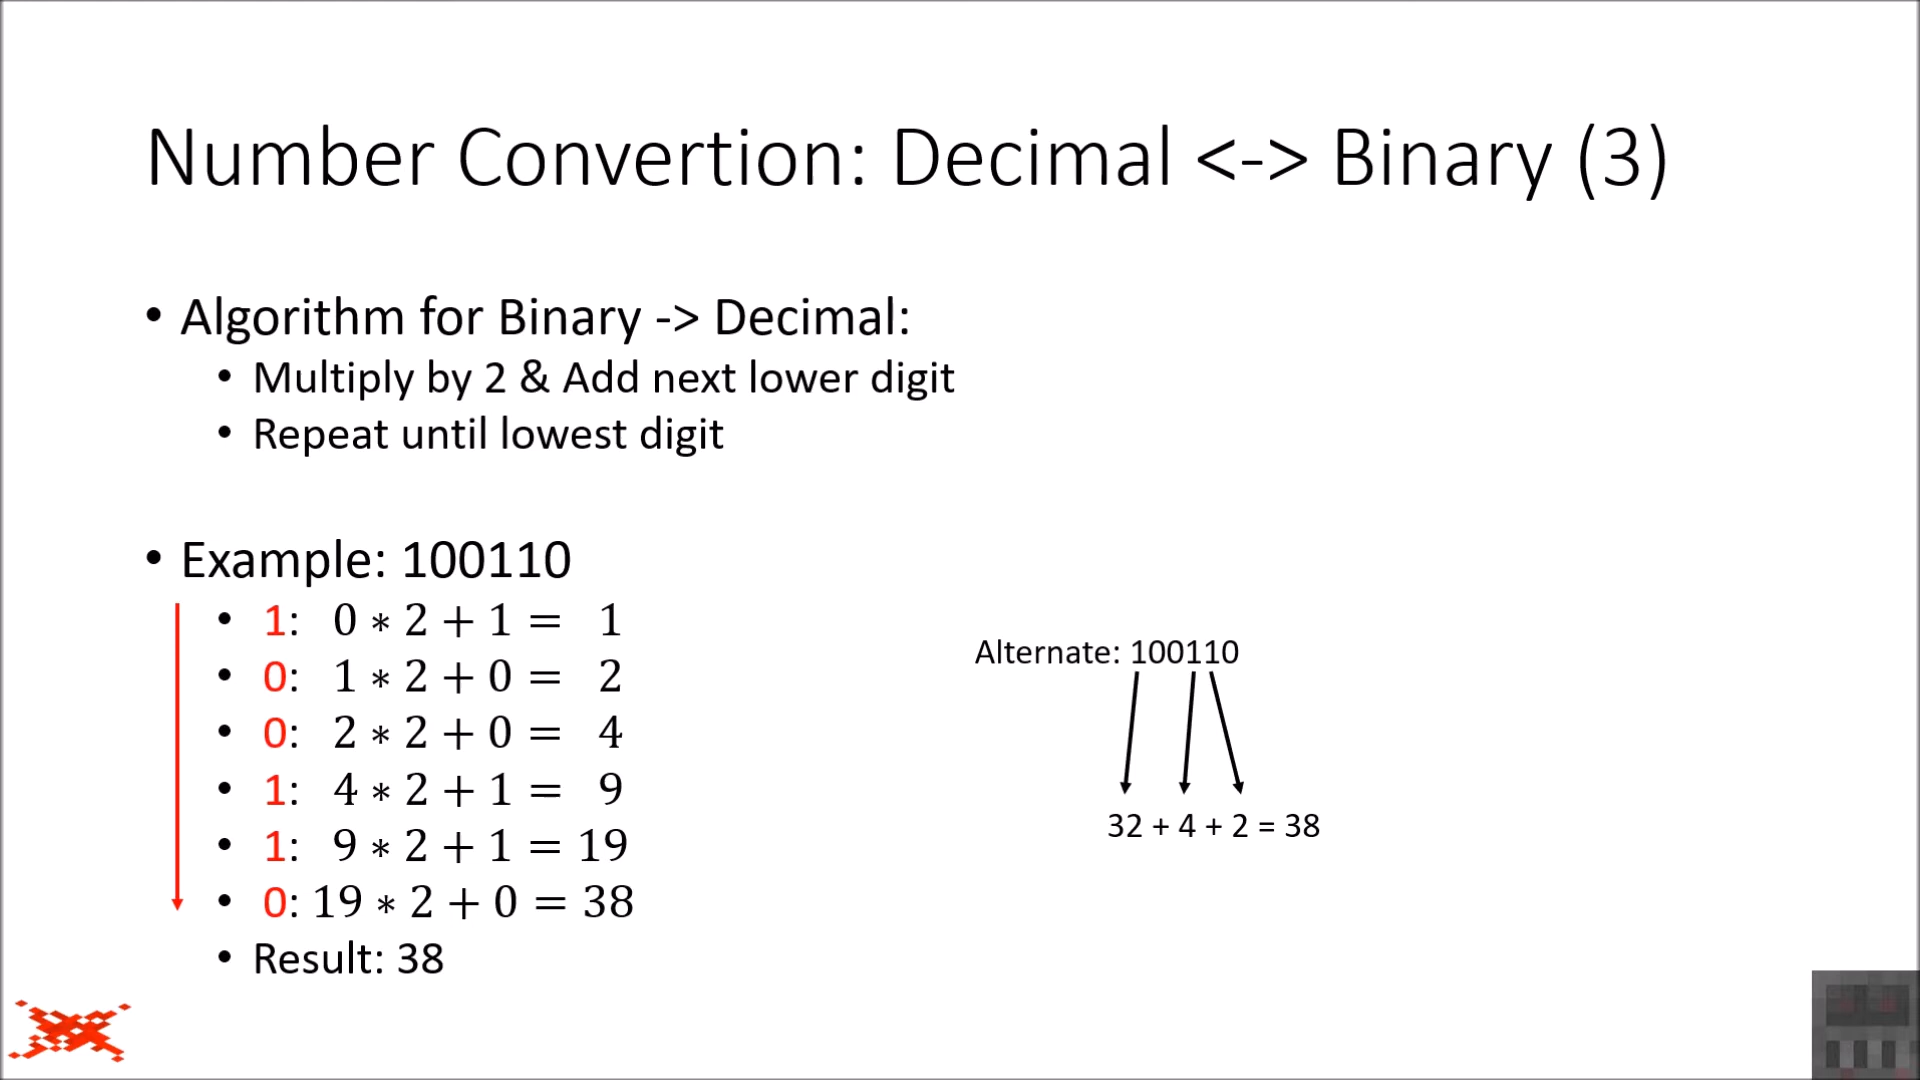 Number Convertion: Decimal <-> Binary (3)
• Algorithm for Binary -> Decimal:
• Multiply by 2 & Add next lower digit
• Repeat until lowest digit
• Example: 100110
• 1: 0 ∗ 2 + 1 = 1
• 0: 1 ∗ 2 + 0 = 2
• 0: 2 ∗ 2 + 0 = 4
• 1: 4 ∗ 2 + 1 = 9
• 1: 9 ∗ 2 + 1 = 19
• 0: 19 ∗ 2 + 0 = 38
• Result: 38
Alternate: 100110
32 + 4 + 2 = 38